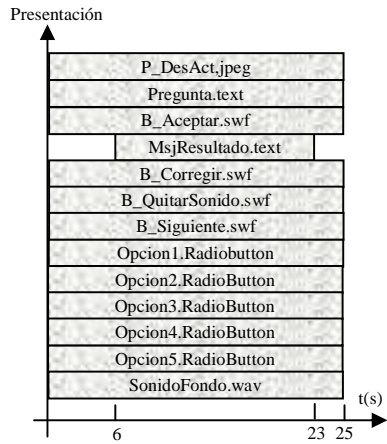 Presentación
P_DesAct.jpeg
Pregunta.text
B_Aceptar.swf
MsjResultado.text
B_Corregir.swf
B_QuitarSonido.swf
B_Siguiente.swf
Opcion1.Radiobutton
Opcion2.RadioButton
Opcion3.RadioButton
Opcion4.RadioButton
Opcion5.RadioButton
SonidoFondo.wav
t(s)
6 23 25